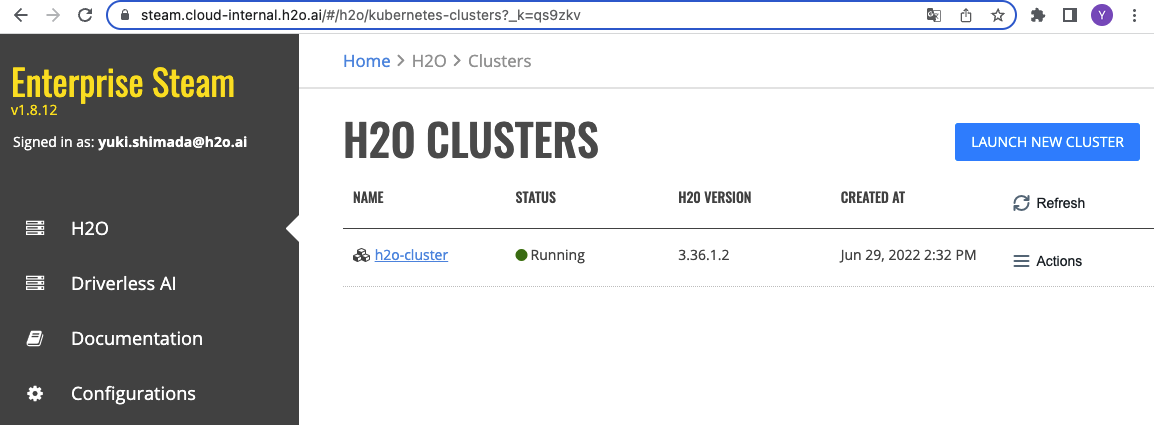 steam.cloud-internal.h2o.ai/#/h2o/kubernetes-clusters?_k=qs9zkv
Y
Enterprise Steam
v1.8.12
Signed in as: yuki.shimada@h2o.ai
H2O
Driverless AI
Documentation
Configurations
Home > H2O > Clusters
H2O CLUSTERS
LAUNCH NEW CLUSTER
NAME STATUS H2O VERSION CREATED AT Refresh
h2o-cluster Running 3.36.1.2 Jun 29, 2022 2:32 PM Actions